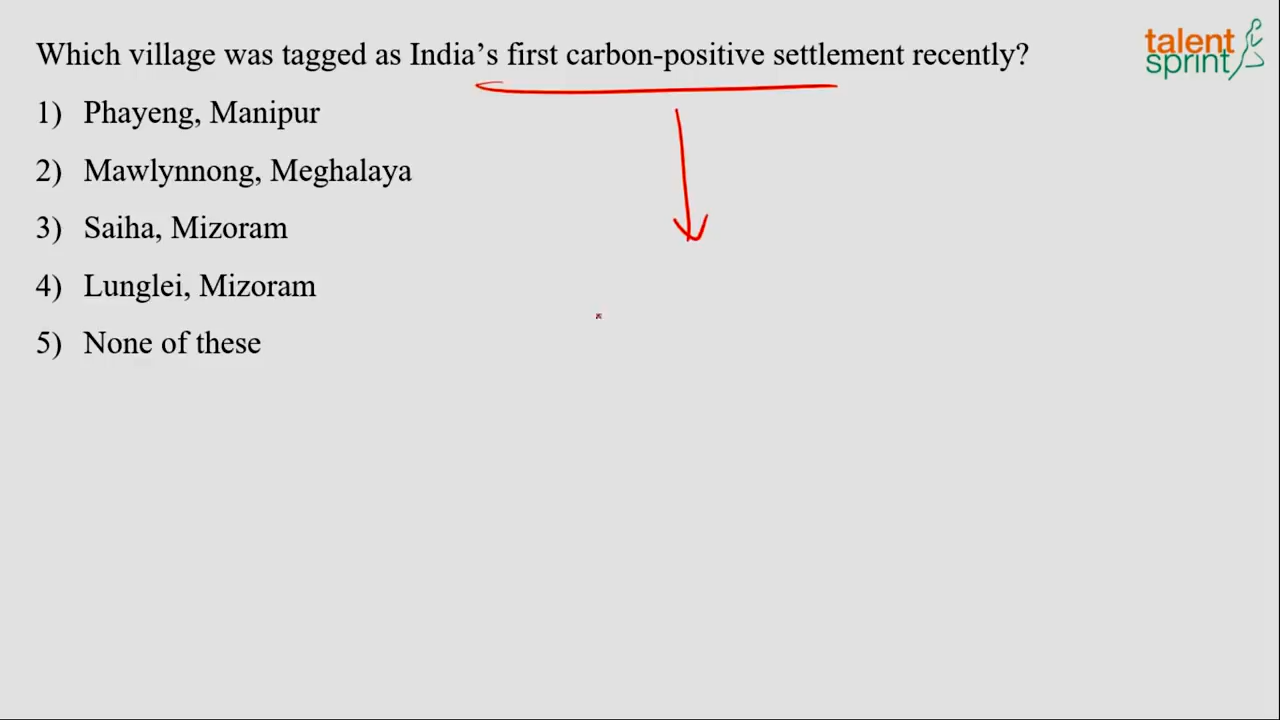 Which village was tagged as India’s first carbon-positive settlement recently?
talent
sprint
1) Phayeng, Manipur
2) Mawlynnong, Meghalaya
3) Saiha, Mizoram
4) Lunglei, Mizoram
5) None of these